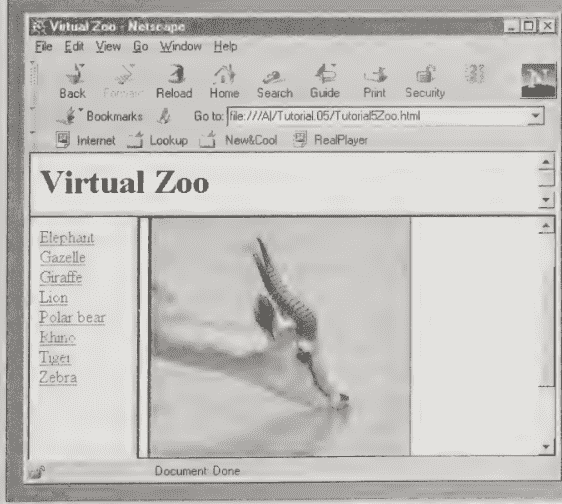 Virtual Zoo - Netscape
File Edit View Go Window Help
Back Forward Reload Home Search Guide Print Security
N
Bookmarks Go to: file:///A|/Tutorial.05/Tutorial5Zoo.html
Internet Lookup New&Cool RealPlayer
Virtual Zoo
Elephant
Gazelle
Giraffe
Lion
Polar bear
Rhino
Tiger
Zebra
Document: Done